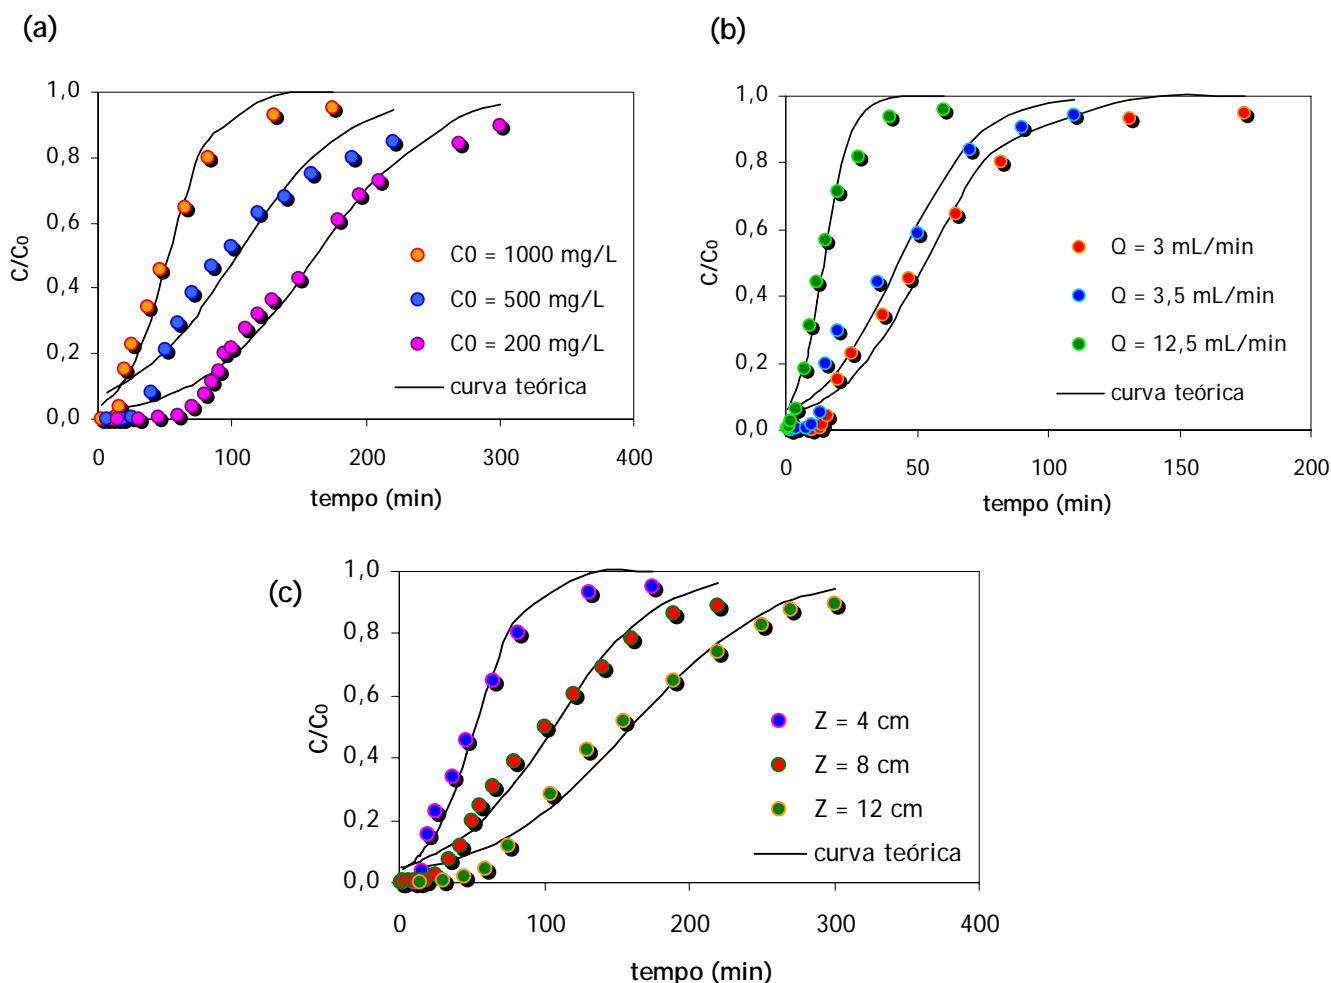 (a)
C/C0
1,0
0,8
0,6
0,4
0,2
0,0
0 100 200 300 400
tempo (min)
C0 = 1000 mg/L
C0 = 500 mg/L
C0 = 200 mg/L
curva teórica
(b)
C/C0
1,0
0,8
0,6
0,4
0,2
0,0
0 50 100 150 200
tempo (min)
Q = 3 mL/min
Q = 3,5 mL/min
Q = 12,5 mL/min
curva teórica
(c)
C/C0
1,0
0,8
0,6
0,4
0,2
0,0
0 100 200 300 400
tempo (min)
Z = 4 cm
Z = 8 cm
Z = 12 cm
curva teórica